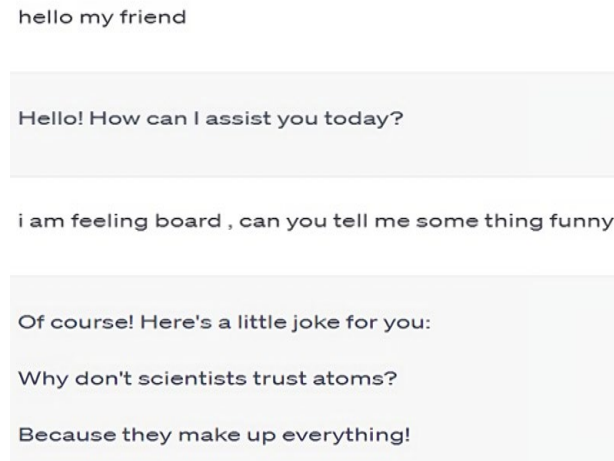 hello my friend
Hello! How can I assist you today?
i am feeling board , can you tell me some thing funny
Of course! Here's a little joke for you:
Why don't scientists trust atoms?
Because they make up everything!